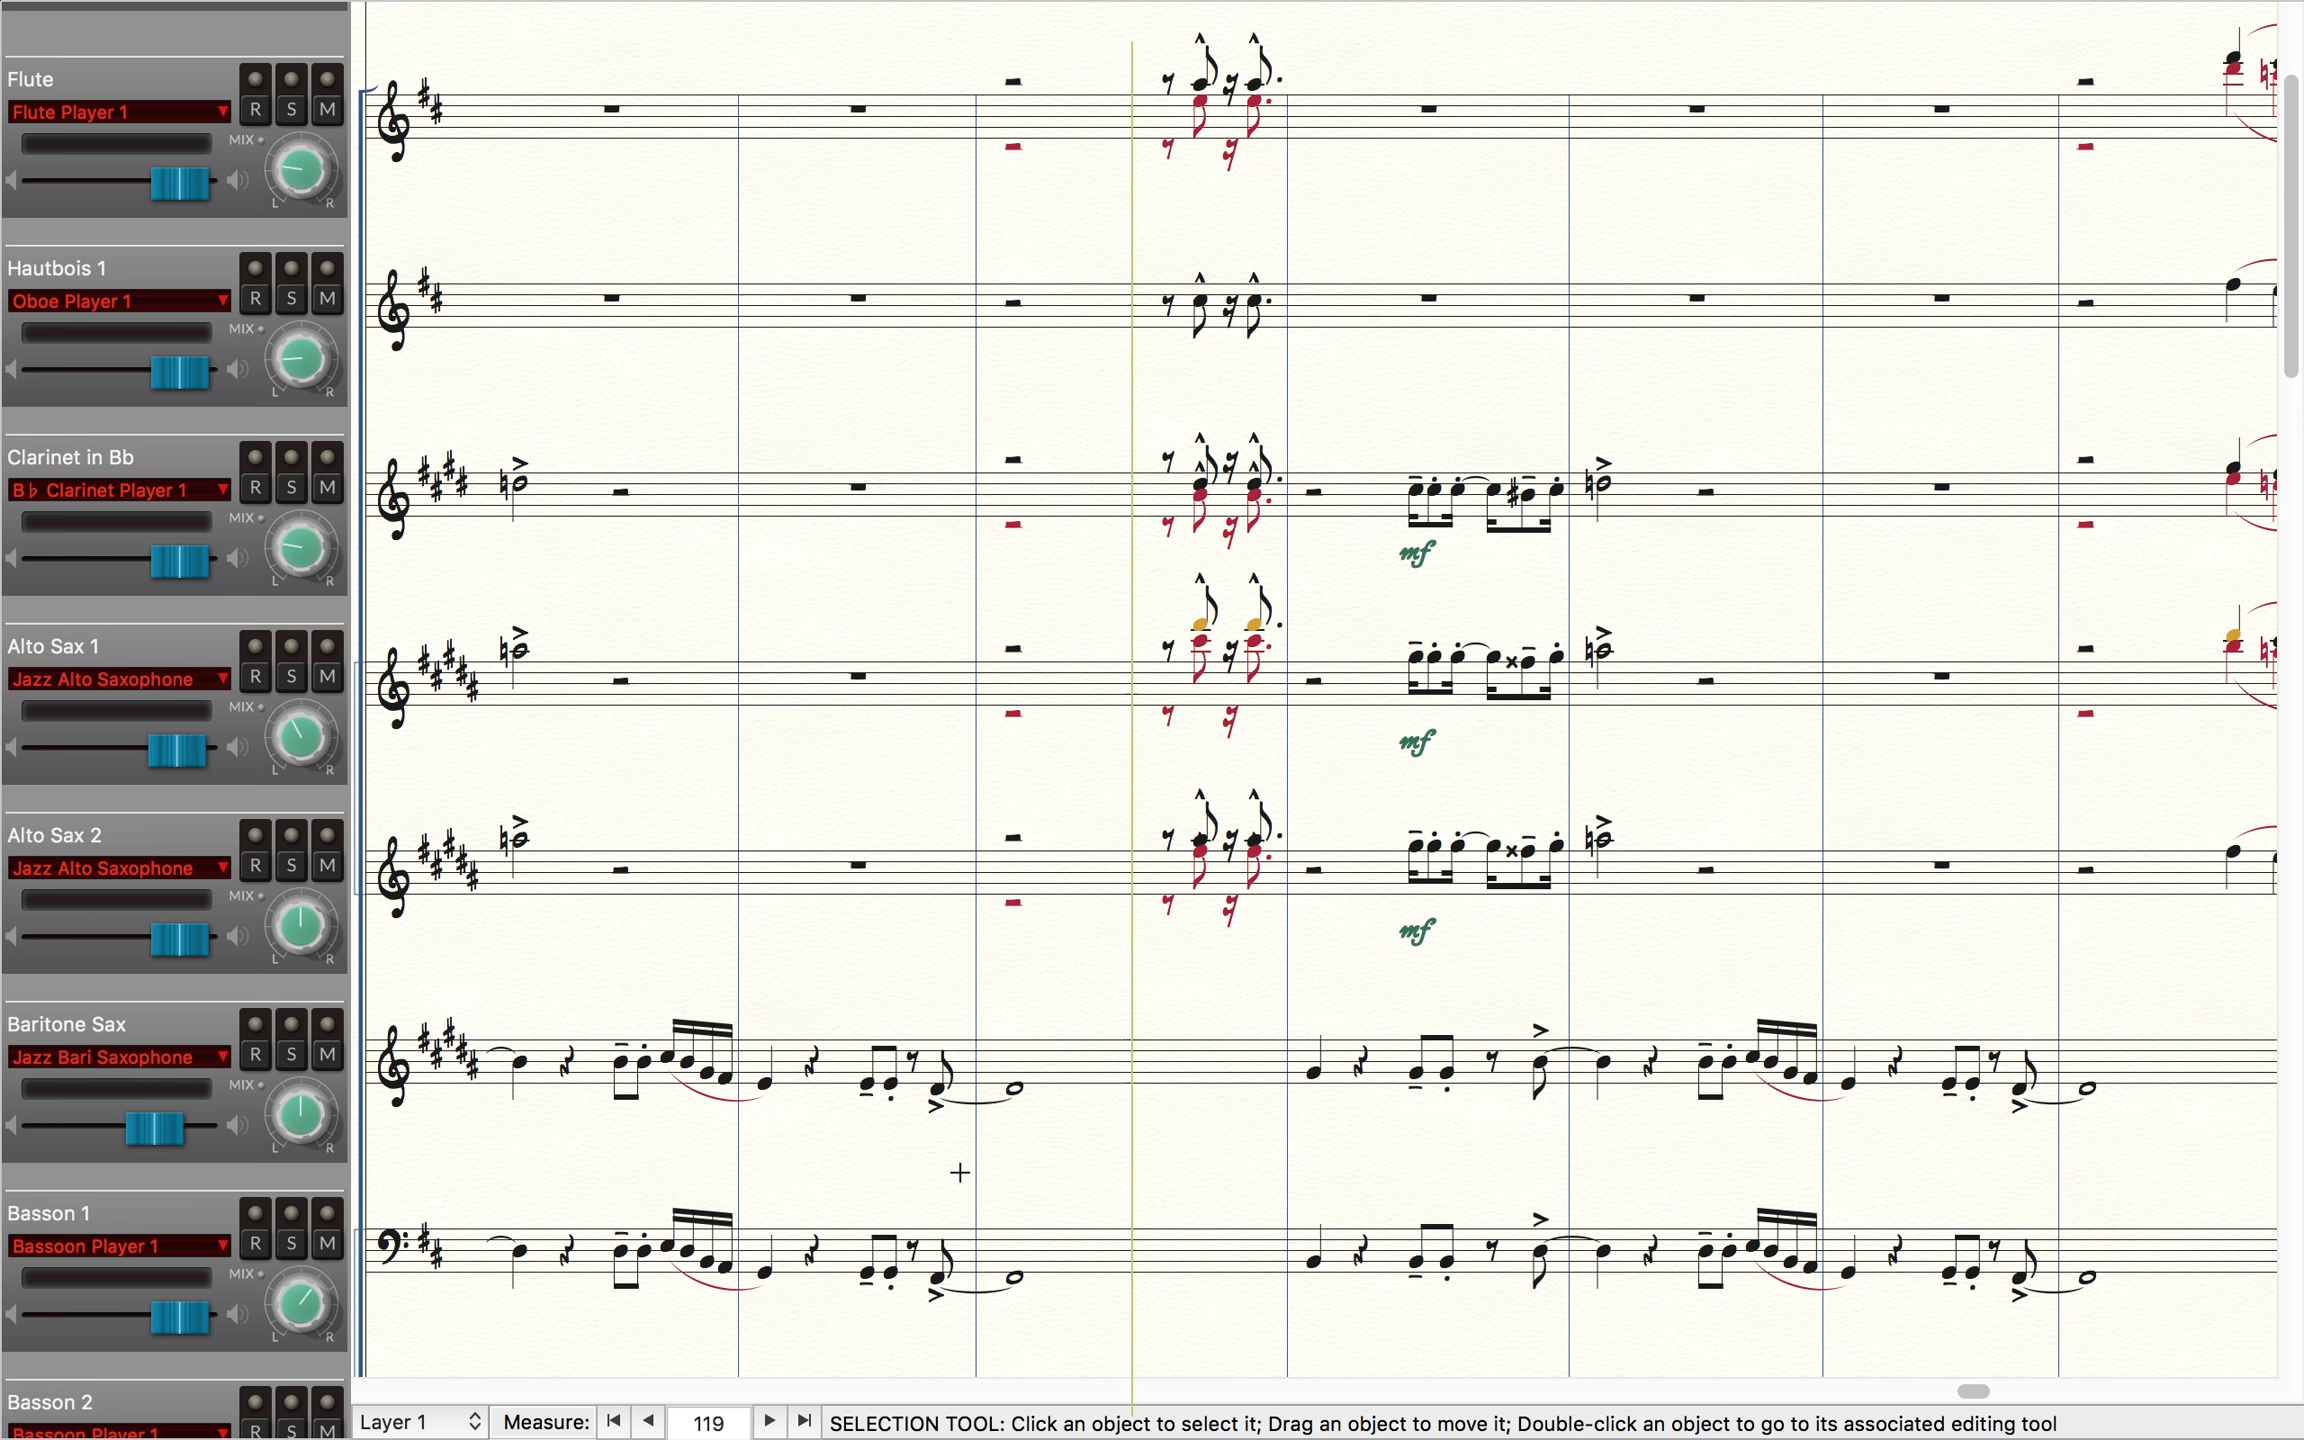 Flute
R S M
Flute Player 1
MIX
L R
Hautbois 1
R S M
Oboe Player 1
MIX
L R
Clarinet in Bb
R S M
B♭ Clarinet Player 1
MIX
L R
mf
Alto Sax 1
R S M
Jazz Alto Saxophone
MIX
L R
mf
Alto Sax 2
R S M
Jazz Alto Saxophone
MIX
L R
mf
Baritone Sax
R S M
Jazz Bari Saxophone
MIX
L R
Basson 1
R S M
Bassoon Player 1
MIX
L R
Basson 2
R S M
Bassoon Player 1
Layer 1 Measure: 119 SELECTION TOOL: Click an object to select it; Drag an object to move it; Double-click an object to go to its associated editing tool